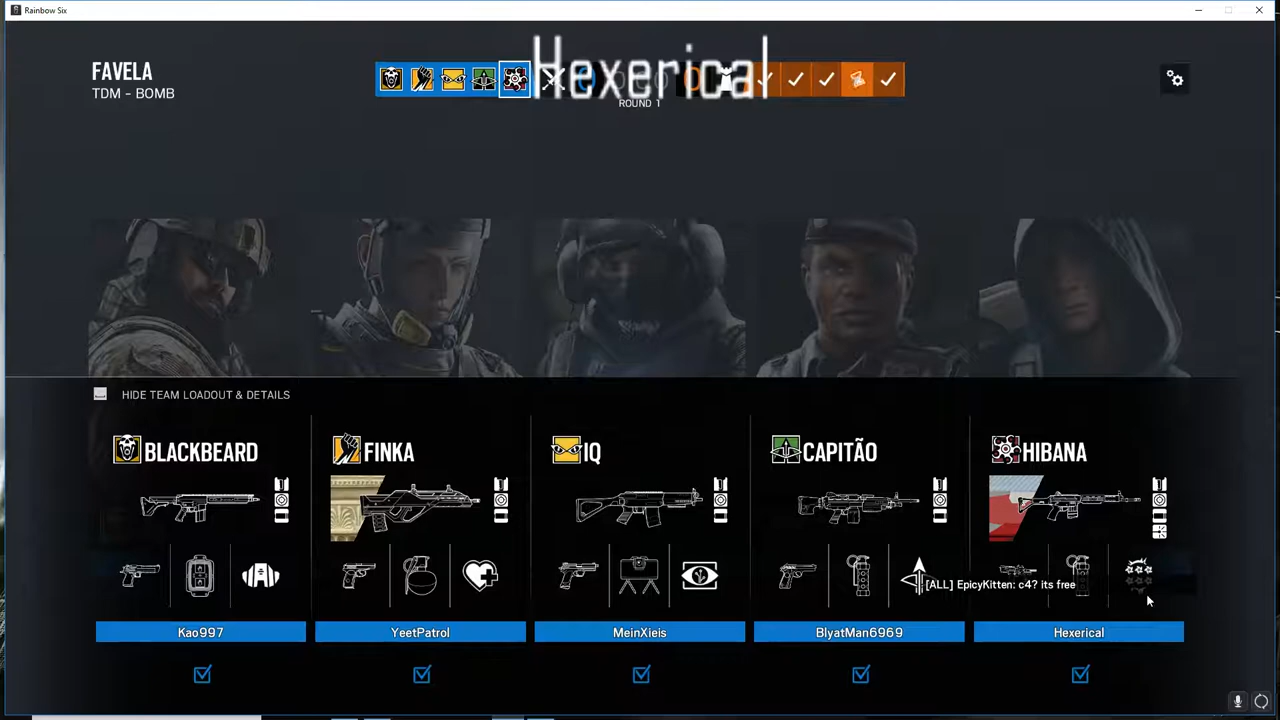 Rainbow Six
FAVELA
TDM - BOMB
Hexerical
ROUND 1
HIDE TEAM LOADOUT & DETAILS
BLACKBEARD
FINKA
IQ
CAPITÃO
HIBANA
[ALL] EpicyKitten: c4? its free
Kao997
YeetPatrol
MeinXieis
BlyatMan6969
Hexerical